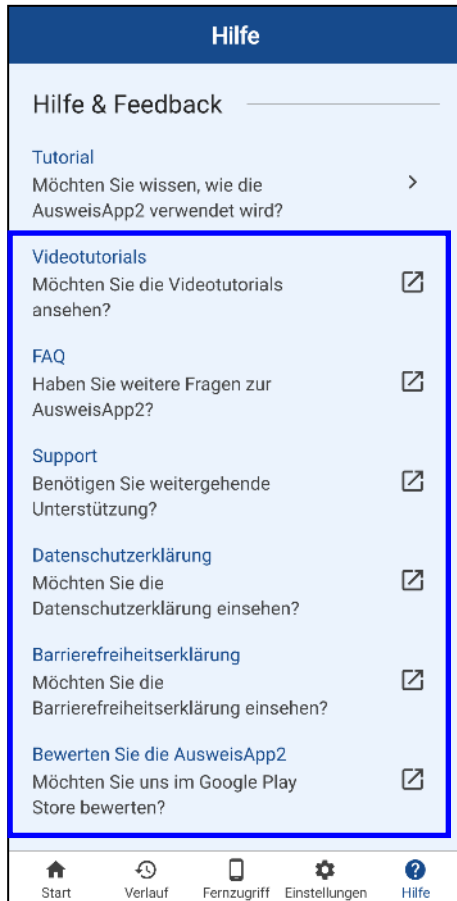 Hilfe
Hilfe & Feedback
Tutorial
Möchten Sie wissen, wie die
AusweisApp2 verwendet wird?
Videotutorials
Möchten Sie die Videotutorials
ansehen?
FAQ
Haben Sie weitere Fragen zur
AusweisApp2?
Support
Benötigen Sie weitergehende
Unterstützung?
Datenschutzerklärung
Möchten Sie die
Datenschutzerklärung einsehen?
Barrierefreiheitserklärung
Möchten Sie die
Barrierefreiheitserklärung einsehen?
Bewerten Sie die AusweisApp2
Möchten Sie uns im Google Play
Store bewerten?
Start Verlauf Fernzugriff Einstellungen Hilfe